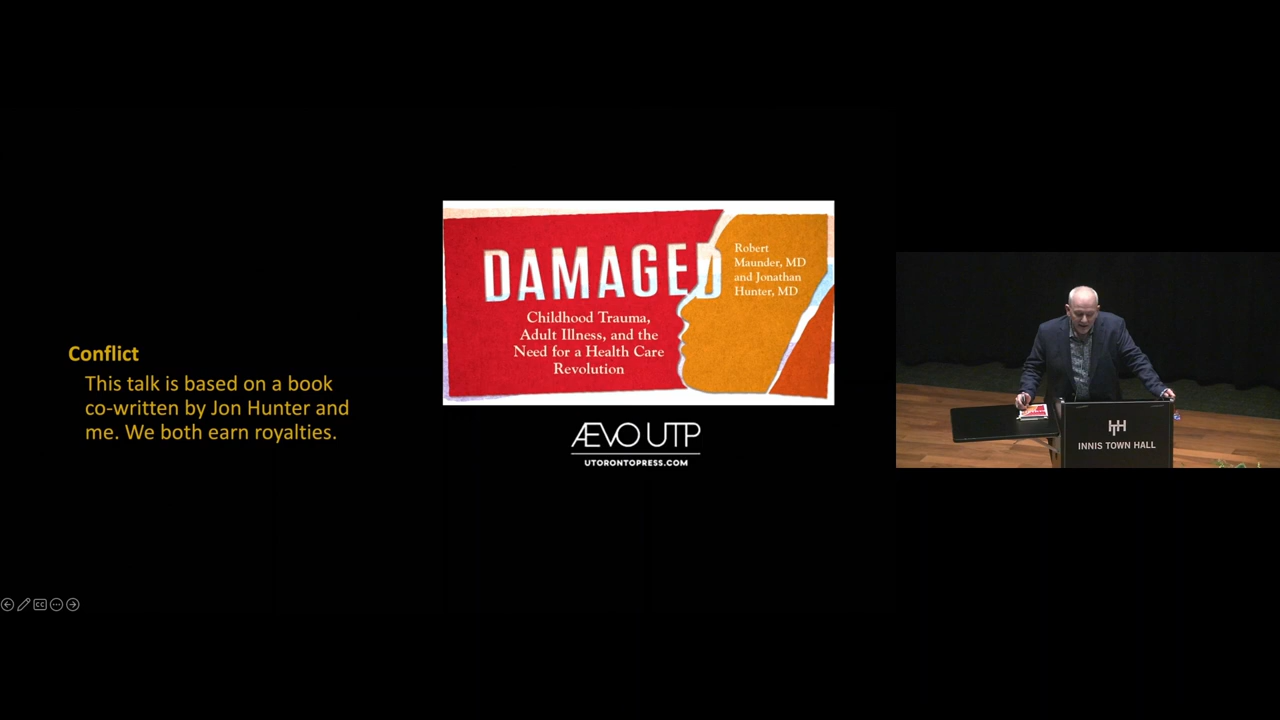 Conflict
This talk is based on a book
co-written by Jon Hunter and
me. We both earn royalties.
DAMAGED
Childhood Trauma,
Adult Illness, and the
Need for a Health Care
Revolution
Robert
Maunder, MD
and Jonathan
Hunter, MD
ÆVO UTP
UTORONTOPRESS.COM
INNIS TOWN HALL